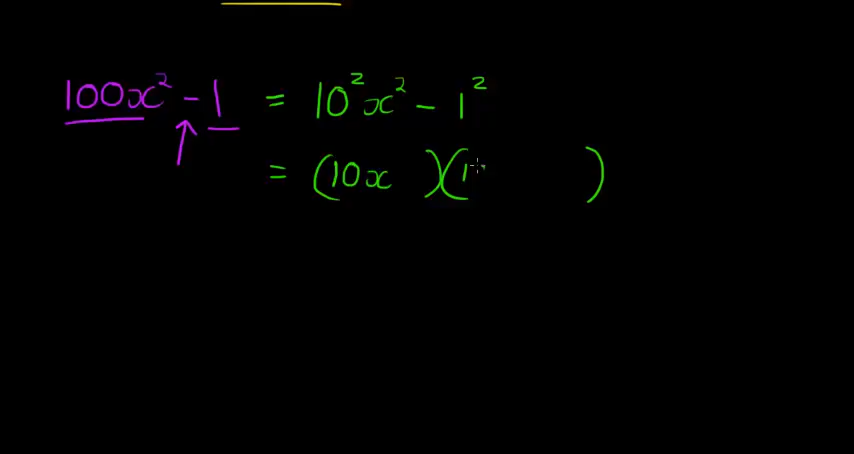 100x² - 1 = 10²x² - 1²
= (10x )(1 )